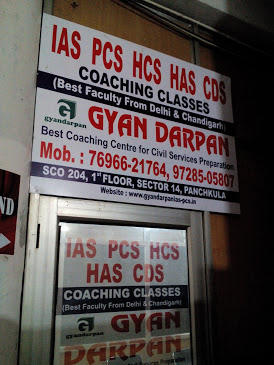 IAS PCS HCS HAS CDS
COACHING CLASSES
(Best Faculty From Delhi & Chandigarh)
gyandarpan
GYAN DARPAN
Best Coaching Centre for Civil Services Preparation
Mob. : 76966-21764, 97285-05807
SCO 204, 1st FLOOR, SECTOR 14, PANCHKULA
Website : www.gyandarpanias-pcs.in
ND
IAS PCS HCS
HAS CDS
COACHING CLASSES
(Best Faculty From Delhi & Chandigarh)
gyandarpan
GYAN
DARPAN